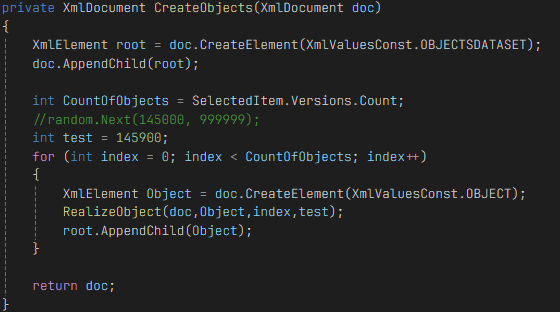 private XmlDocument CreateObjects(XmlDocument doc)
{
XmlElement root = doc.CreateElement(XmlValuesConst.OBJECTSDATASET);
doc.AppendChild(root);
int CountOfObjects = SelectedItem.Versions.Count;
//random.Next(145000, 999999);
int test = 145900;
for (int index = 0; index < CountOfObjects; index++)
{
XmlElement Object = doc.CreateElement(XmlValuesConst.OBJECT);
RealizeObject(doc,Object,index,test);
root.AppendChild(Object);
}
return doc;
}